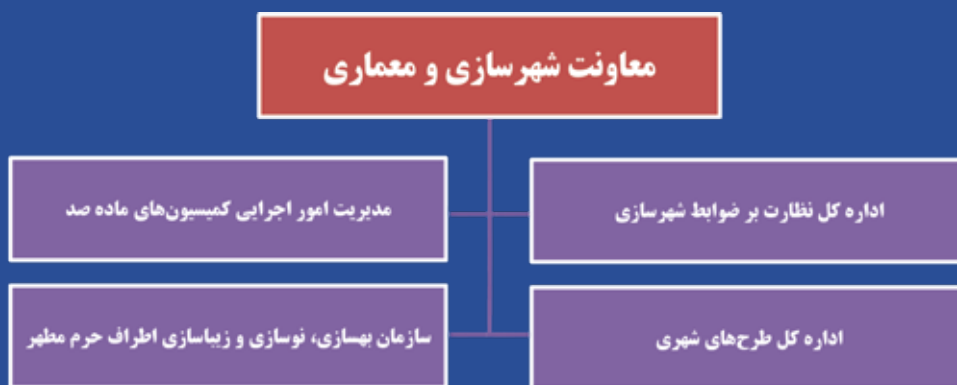 معاونت شهرسازی و معماری
اداره کل نظارت بر ضوابط شهرسازی
مدیریت امور اجرایی کمیسیون‌های ماده صد
اداره کل طرح‌های شهری
سازمان بهسازی، نوسازی و زیباسازی اطراف حرم مطهر